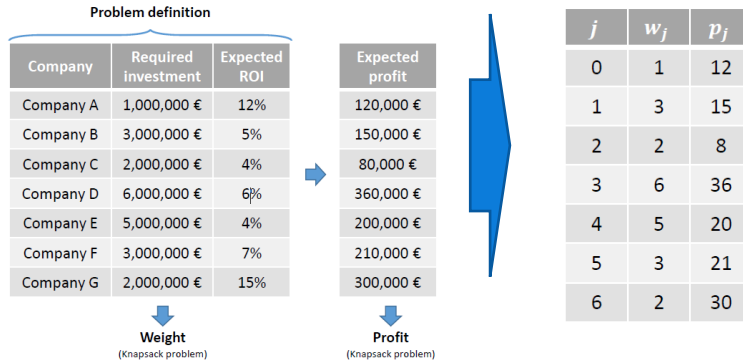 Problem definition
Company Required investment Expected ROI
Company A 1,000,000 € 12%
Company B 3,000,000 € 5%
Company C 2,000,000 € 4%
Company D 6,000,000 € 6%
Company E 5,000,000 € 4%
Company F 3,000,000 € 7%
Company G 2,000,000 € 15%
Weight
(Knapsack problem)
Expected profit
120,000 €
150,000 €
80,000 €
360,000 €
200,000 €
210,000 €
300,000 €
Profit
(Knapsack problem)
j w_j p_j
0 1 12
1 3 15
2 2 8
3 6 36
4 5 20
5 3 21
6 2 30